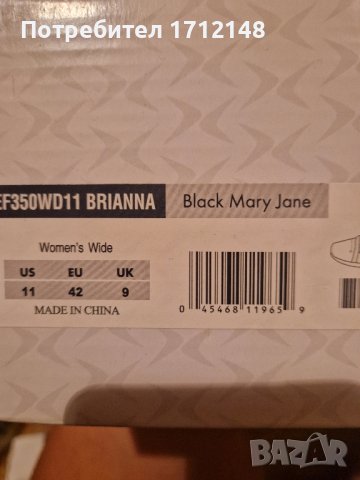 Потребител 1712148
EF350WD11 BRIANNA
Black Mary Jane
Women's Wide
US EU UK
11 42 9
MADE IN CHINA
0 45468 11965 9
BAZAR